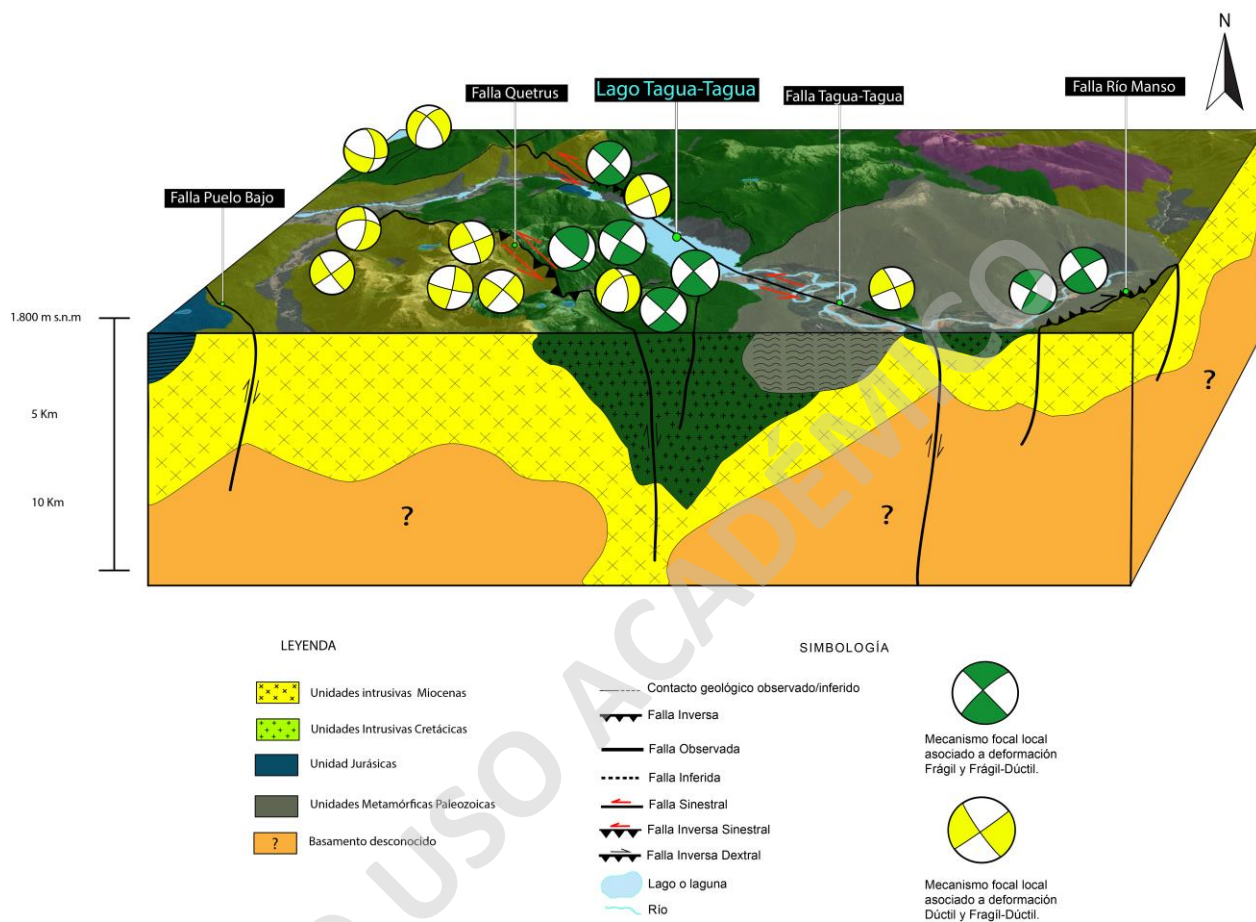 N
Falla Quetrus
Lago Tagua-Tagua
Falla Tagua-Tagua
Falla Río Manso
Falla Puelo Bajo
1.800 m s.n.m
5 Km
10 Km
?
?
?
USO ACADÉMICO
LEYENDA
Unidades intrusivas Miocenas
Unidades Intrusivas Cretácicas
Unidad Jurásicas
Unidades Metamórficas Paleozoicas
?
Basamento desconocido
SIMBOLOGÍA
Contacto geológico observado/inferido
Falla Inversa
Falla Observada
Falla Inferida
Falla Sinestral
Falla Inversa Sinestral
Falla Inversa Dextral
Lago o laguna
Río
Mecanismo focal local
asociado a deformación
Frágil y Frágil-Dúctil.
Mecanismo focal local
asociado a deformación
Dúctil y Fragil-Dúctil.